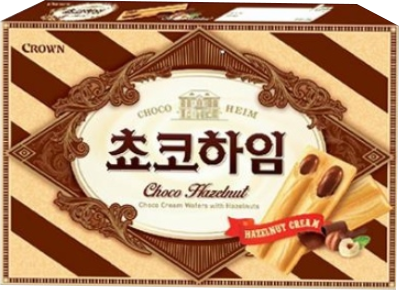 CROWN
CHOCO HEIM
쵸코하임
Choco Hazelnut
Choco Cream Wafers with Hazelnuts
HAZELNUT CREAM